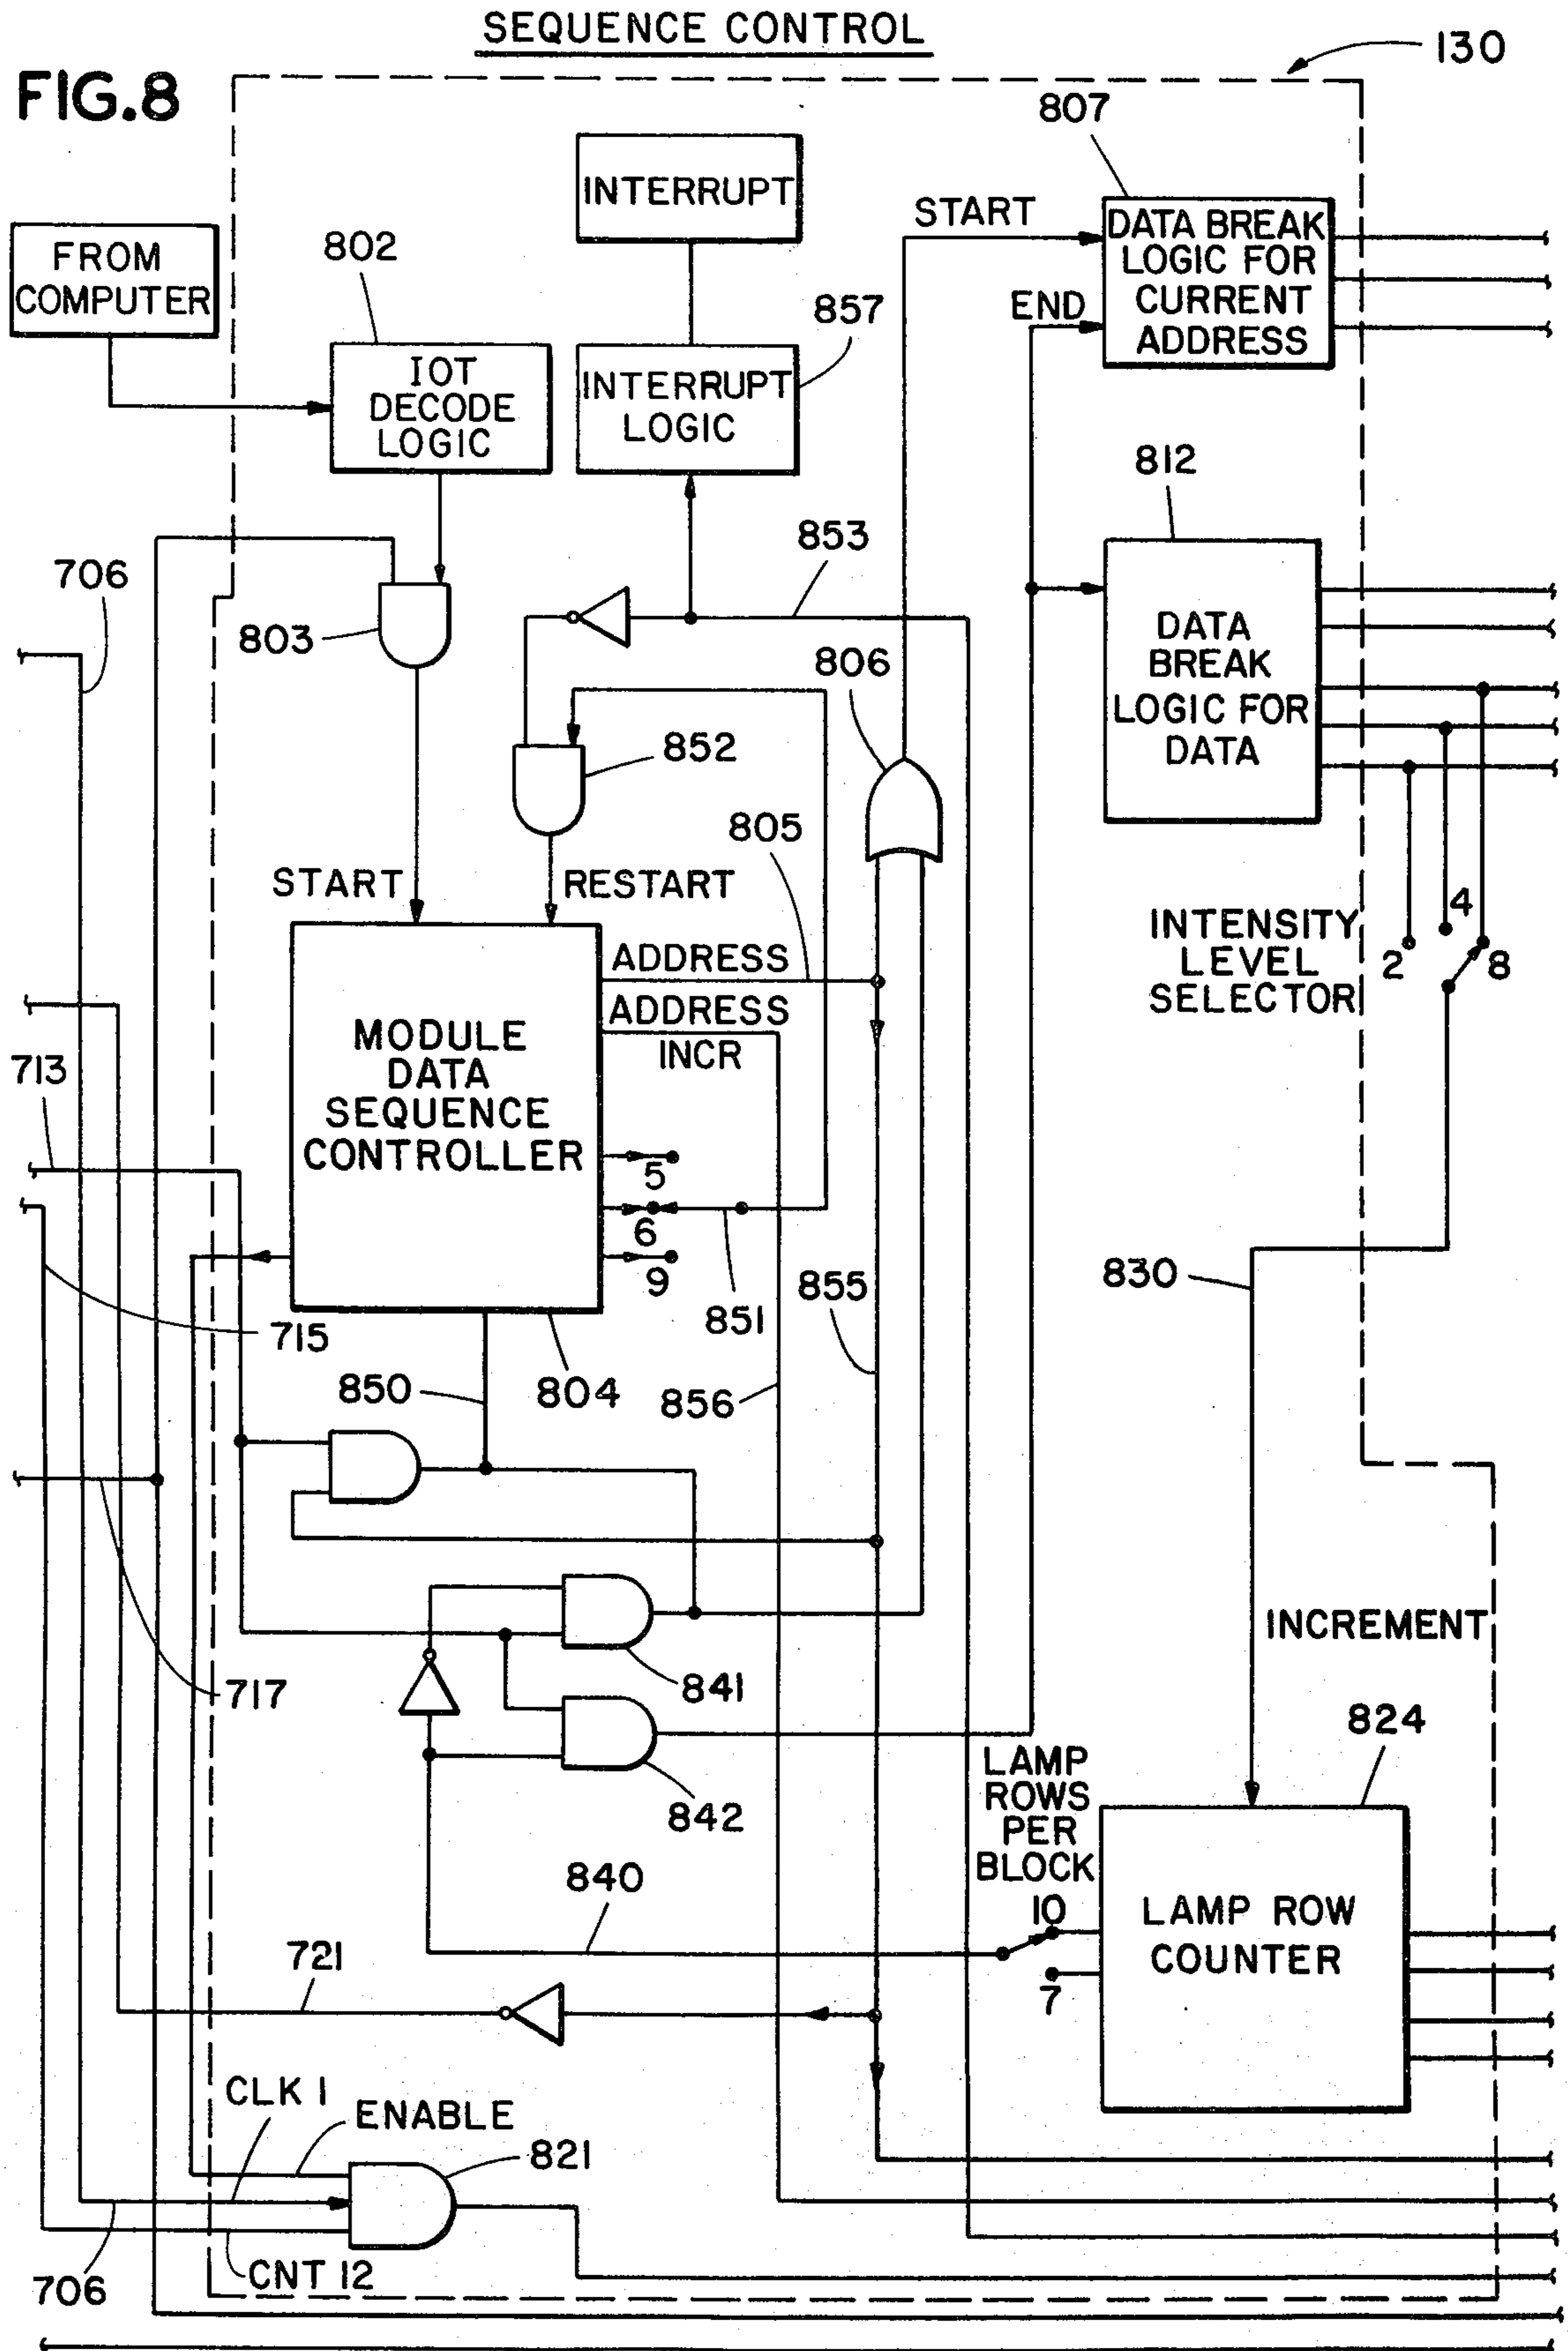 SEQUENCE CONTROL
FIG.8
130
807
INTERRUPT
START
DATA BREAK
LOGIC FOR
CURRENT
ADDRESS
FROM
COMPUTER
802
857
END
IOT
DECODE
LOGIC
INTERRUPT
LOGIC
812
853
706
803
806
DATA
BREAK
LOGIC FOR
DATA
852
805
START
RESTART
4
INTENSITY
LEVEL
SELECTOR
2
8
ADDRESS
ADDRESS
INCR
MODULE
DATA
SEQUENCE
CONTROLLER
713
5
6
9
851
855
830
715
850
804
856
INCREMENT
841
717
824
842
LAMP
ROWS
PER
BLOCK
840
10
LAMP ROW
COUNTER
721
7
CLK 1
ENABLE
821
CNT 12
706